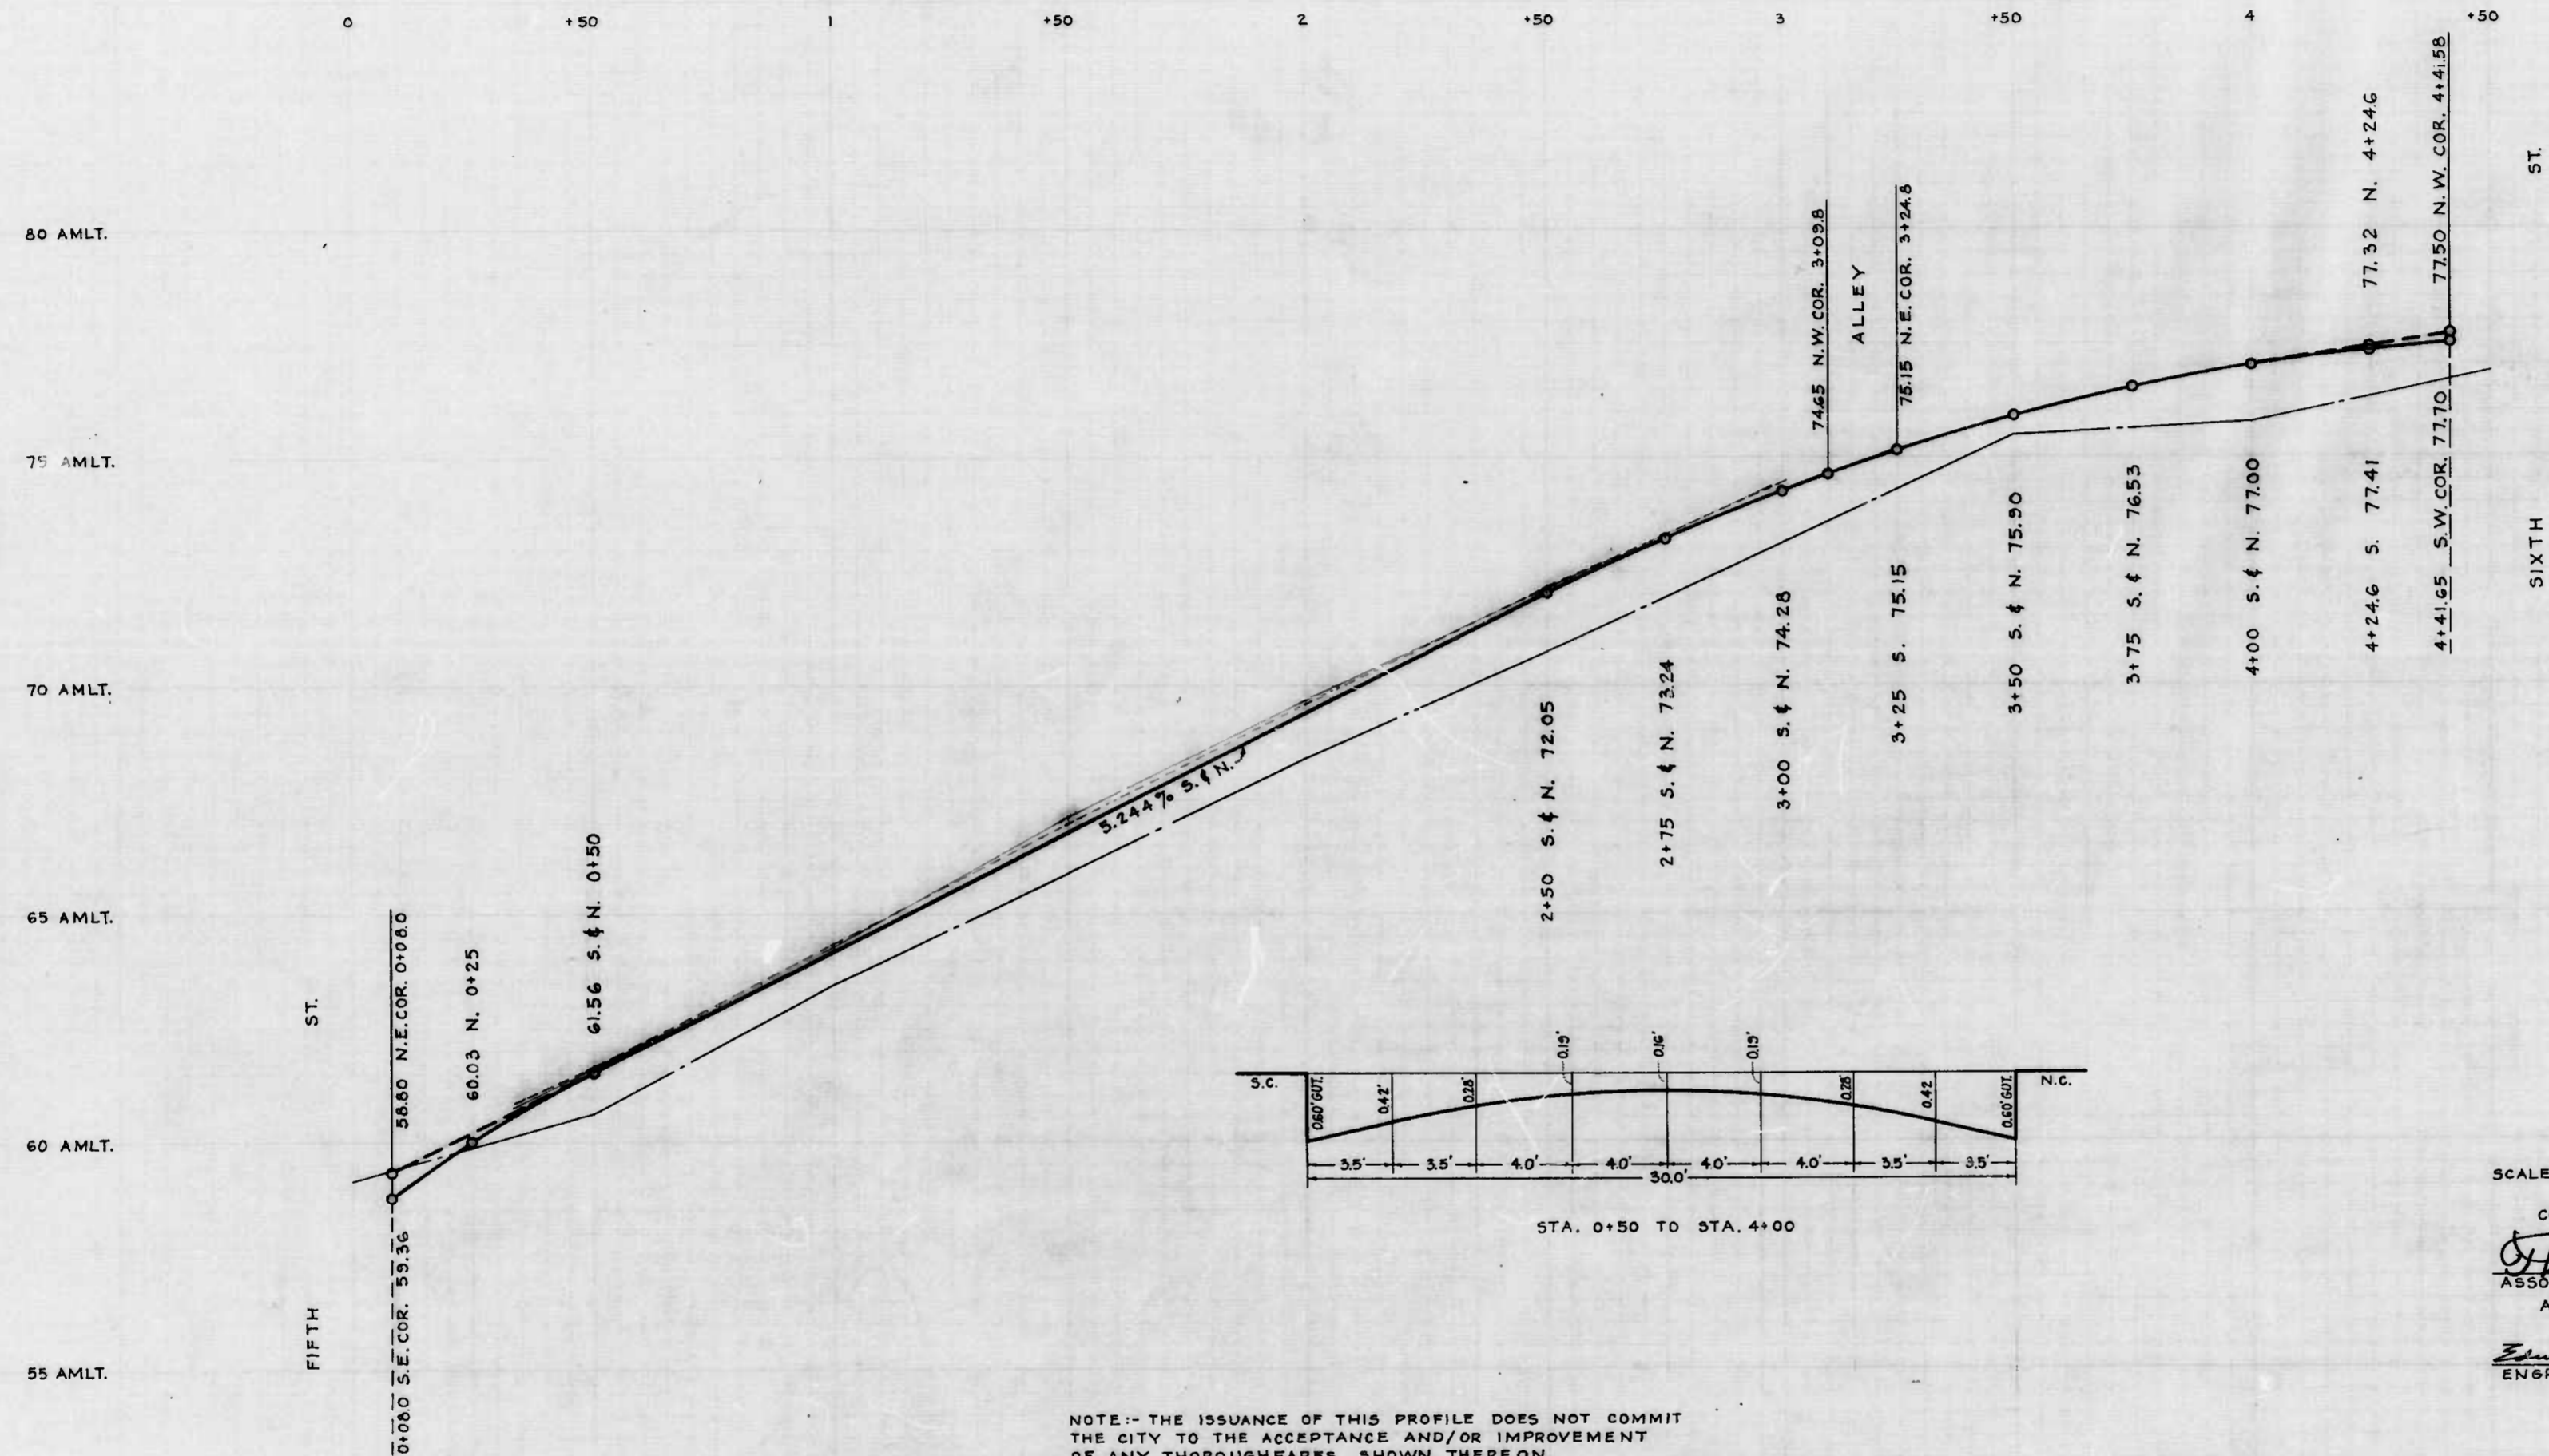 0 +50 1 +50 2 +50 3 +50 4 +50
80 AMLT.
75 AMLT.
70 AMLT.
65 AMLT.
60 AMLT.
55 AMLT.
FIFTH ST.
58.80 N.E. COR. 0+08.0
0+08.0 S.E. COR. 59.36
60.03 N. 0+25
61.56 S. & N. 0+50
5.244% S. & N.
2+50 S. & N. 72.05
2+75 S. & N. 73.24
3+00 S. & N. 74.28
74.65 N.W. COR. 3+09.8
ALLEY
75.15 N.E. COR. 3+24.8
3+25 S. 75.15
3+50 S. & N. 75.90
3+75 S. & N. 76.53
4+00 S. & N. 77.00
77.32 N. 4+24.6
4+24.6 S. 77.41
77.50 N.W. COR. 4+41.58
4+41.65 S.W. COR. 77.70
SIXTH ST.
S.C.
0.60' GUT.
0.42'
0.28'
0.19'
0.16'
0.19'
0.28'
0.42
0.60' GUT.
N.C.
3.5' 3.5' 4.0' 4.0' 4.0' 4.0' 3.5' 3.5'
30.0'
STA. 0+50 TO STA. 4+00
NOTE:- THE ISSUANCE OF THIS PROFILE DOES NOT COMMIT
THE CITY TO THE ACCEPTANCE AND/OR IMPROVEMENT
OF ANY THOROUGHFARES SHOWN THEREON
SCALE
ASSO
ENGR